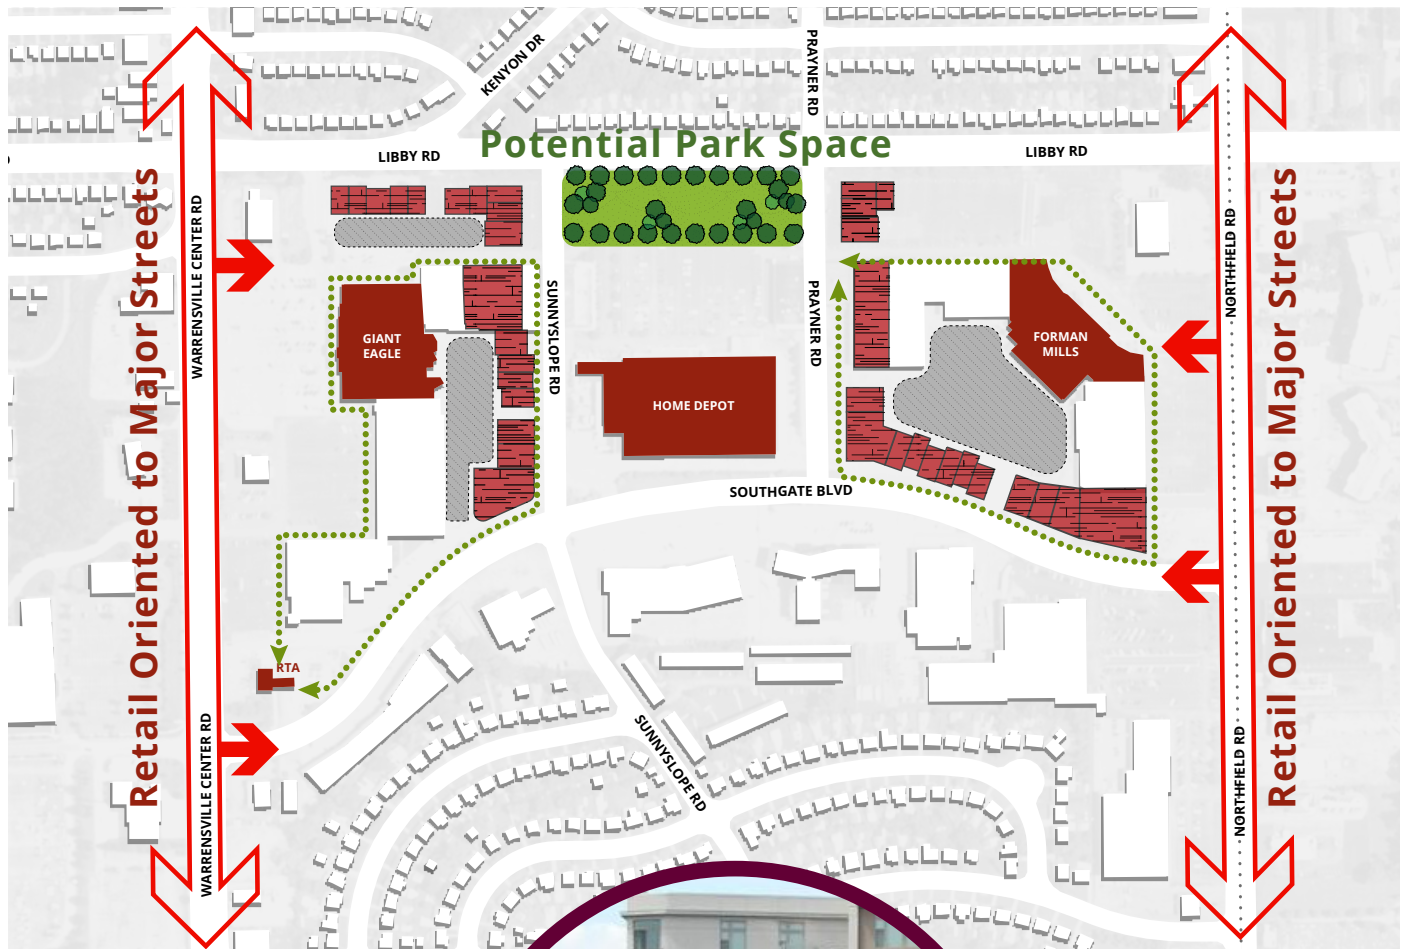 KENYON DR
PRAYNER RD
Potential Park Space
LIBBY RD
LIBBY RD
Retail Oriented to Major Streets
WARRENSVILLE CENTER RD
NORTHFIELD RD
Retail Oriented to Major Streets
SUNNYSLOPE RD
PRAYNER RD
GIANT
EAGLE
FORMAN
MILLS
HOME DEPOT
SOUTHGATE BLVD
RTA
SUNNYSLOPE RD
WARRENSVILLE CENTER RD
NORTHFIELD RD